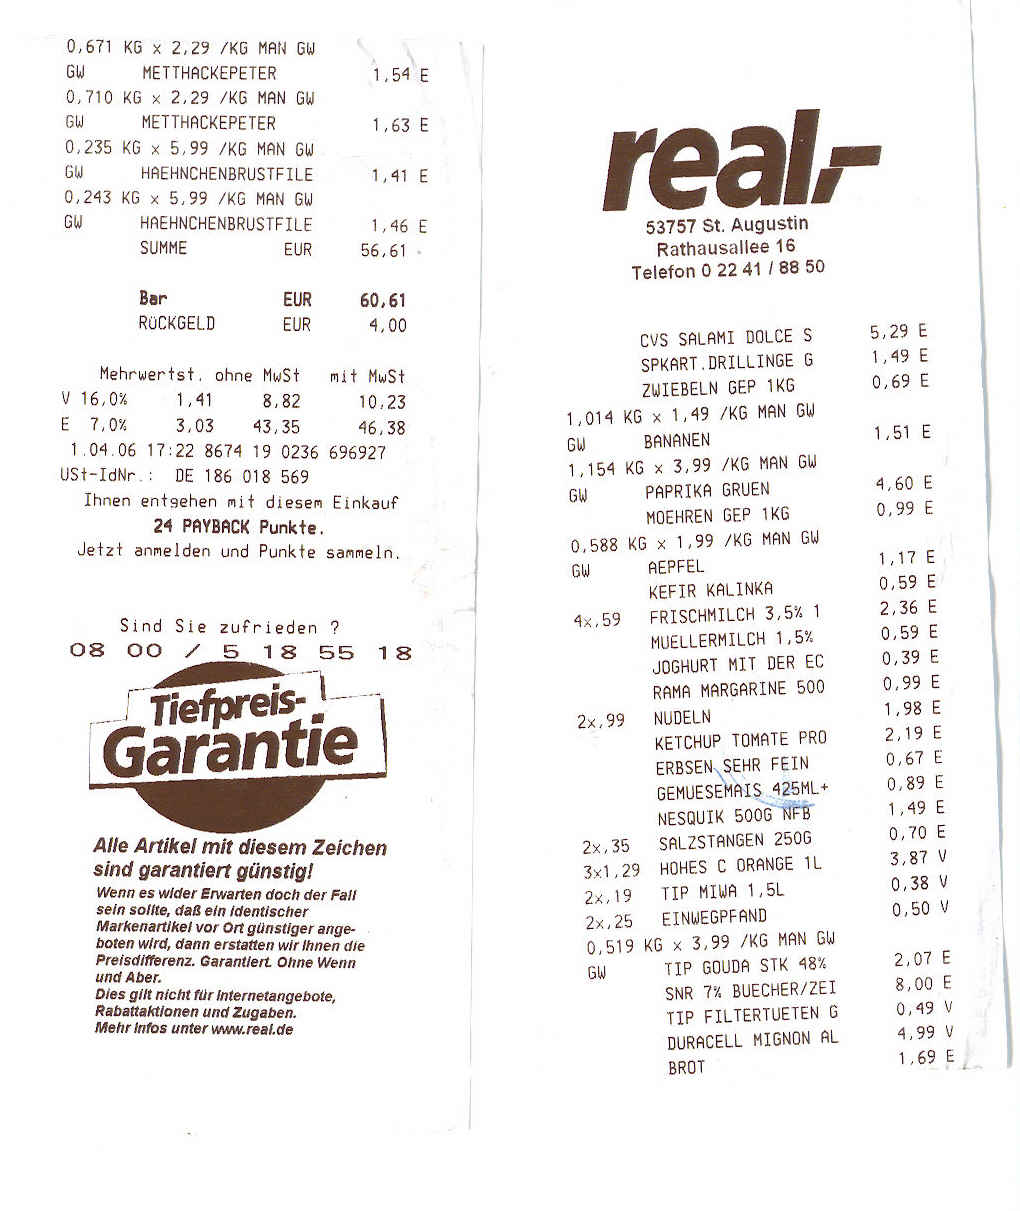 real,-
53757 St. Augustin
Rathausallee 16
Telefon 0 22 41 / 88 50
CVS SALAMI DOLCE S 5,29 E
SPKART.DRILLINGE G 1,49 E
ZWIEBELN GEP 1KG 0,69 E
1,014 KG x 1,49 /KG MAN GW
GW BANANEN 1,51 E
1,154 KG x 3,99 /KG MAN GW
GW PAPRIKA GRUEN 4,60 E
MOEHREN GEP 1KG 0,99 E
0,588 KG x 1,99 /KG MAN GW
GW AEPFEL 1,17 E
KEFIR KALINKA 0,59 E
4x,59 FRISCHMILCH 3,5% 1 2,36 E
MUELLERMILCH 1,5% 0,59 E
JOGHURT MIT DER EC 0,39 E
RAMA MARGARINE 500 0,99 E
2x,99 NUDELN 1,98 E
KETCHUP TOMATE PRO 2,19 E
ERBSEN SEHR FEIN 0,67 E
GEMUESEMAIS 425ML+ 0,89 E
NESQUIK 500G NFB 1,49 E
2x,35 SALZSTANGEN 250G 0,70 E
3x1,29 HOHES C ORANGE 1L 3,87 V
2x,19 TIP MIWA 1,5L 0,38 V
2x,25 EINWEGPFAND 0,50 V
0,519 KG x 3,99 /KG MAN GW
GW TIP GOUDA STK 48% 2,07 E
SNR 7% BUECHER/ZEI 8,00 E
TIP FILTERTUETEN G 0,49 V
DURACELL MIGNON AL 4,99 V
BROT 1,69 E
0,671 KG x 2,29 /KG MAN GW
GW METTHACKEPETER 1,54 E
0,710 KG x 2,29 /KG MAN GW
GW METTHACKEPETER 1,63 E
0,235 KG x 5,99 /KG MAN GW
GW HAEHNCHENBRUSTFILE 1,41 E
0,243 KG x 5,99 /KG MAN GW
GW HAEHNCHENBRUSTFILE 1,46 E
SUMME EUR 56,61
Bar EUR 60,61
RÜCKGELD EUR 4,00
Mehrwertst. ohne MwSt mit MwSt
V 16,0% 1,41 8,82 10,23
E 7,0% 3,03 43,35 46,38
1.04.06 17:22 8674 19 0236 696927
USt-IdNr.: DE 186 018 569
Ihnen entgehen mit diesem Einkauf
24 PAYBACK Punkte.
Jetzt anmelden und Punkte sammeln.
Sind Sie zufrieden ?
08 00 / 5 18 55 18
Tiefpreis-
Garantie
Alle Artikel mit diesem Zeichen
sind garantiert günstig!
Wenn es wider Erwarten doch der Fall
sein sollte, daß ein identischer
Markenartikel vor Ort günstiger ange-
boten wird, dann erstatten wir Ihnen die
Preisdifferenz. Garantiert. Ohne Wenn
und Aber.
Dies gilt nicht für Internetangebote,
Rabattaktionen und Zugaben.
Mehr Infos unter www.real.de